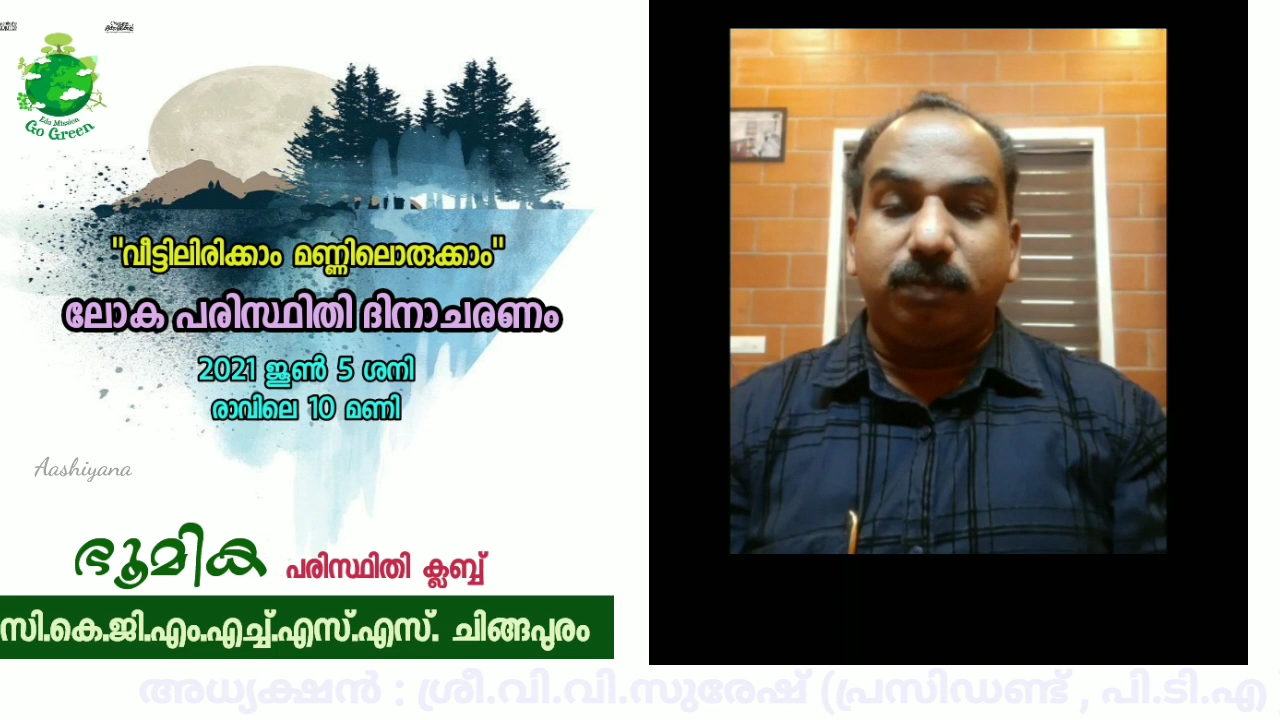 Edu Mission
Go Green
"വീട്ടിലിരിക്കാം മണ്ണിലൊരുക്കാം"
ലോക പരിസ്ഥിതി ദിനാചരണം
2021 ജൂൺ 5 ശനി
രാവിലെ 10 മണി
Aashiyana
ഭൂമിക പരിസ്ഥിതി ക്ലബ്ബ്
സി.കെ.ജി.എം.എച്ച്.എസ്.എസ്. ചിങ്ങപുരം
അധ്യക്ഷൻ : ശ്രീ.വി.വി.സുരേഷ് (പ്രസിഡണ്ട് , പി.ടി.എ )